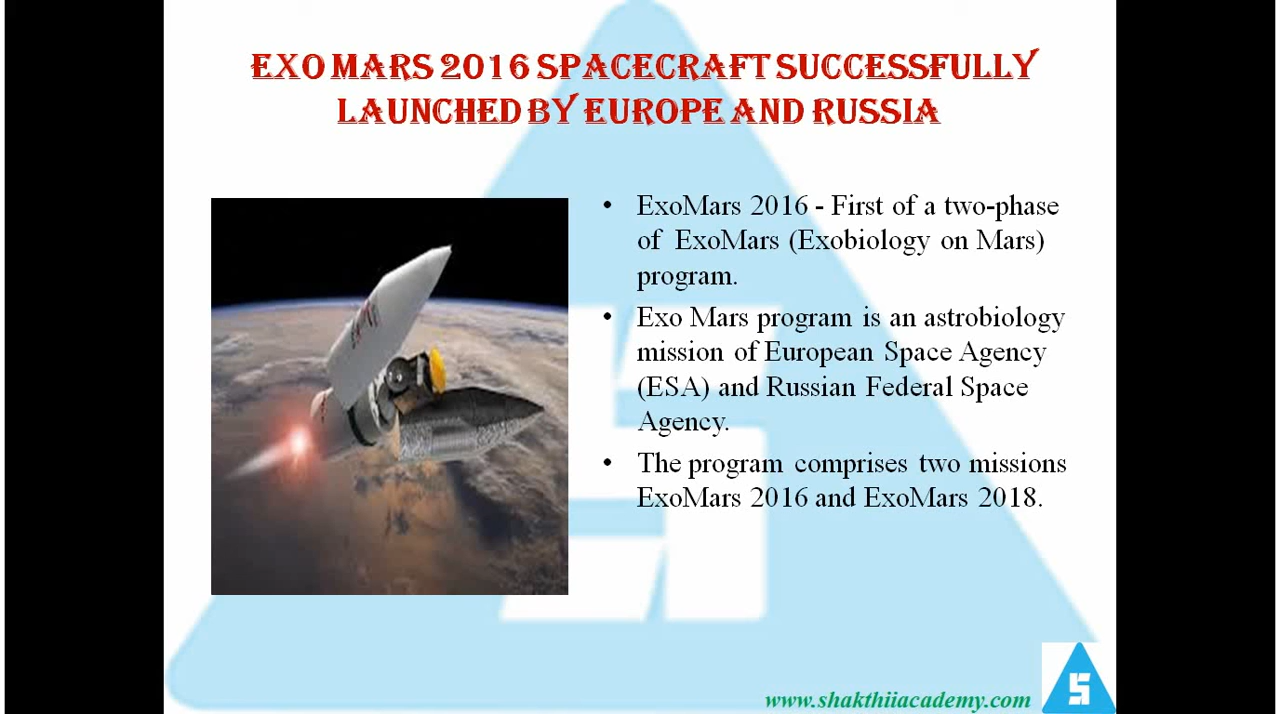 EXO MARS 2016 SPACECRAFT SUCCESSFULLY
LAUNCHED BY EUROPE AND RUSSIA
• ExoMars 2016 - First of a two-phase
of ExoMars (Exobiology on Mars)
program.
• Exo Mars program is an astrobiology
mission of European Space Agency
(ESA) and Russian Federal Space
Agency.
• The program comprises two missions
ExoMars 2016 and ExoMars 2018.
www.shakthiiacademy.com